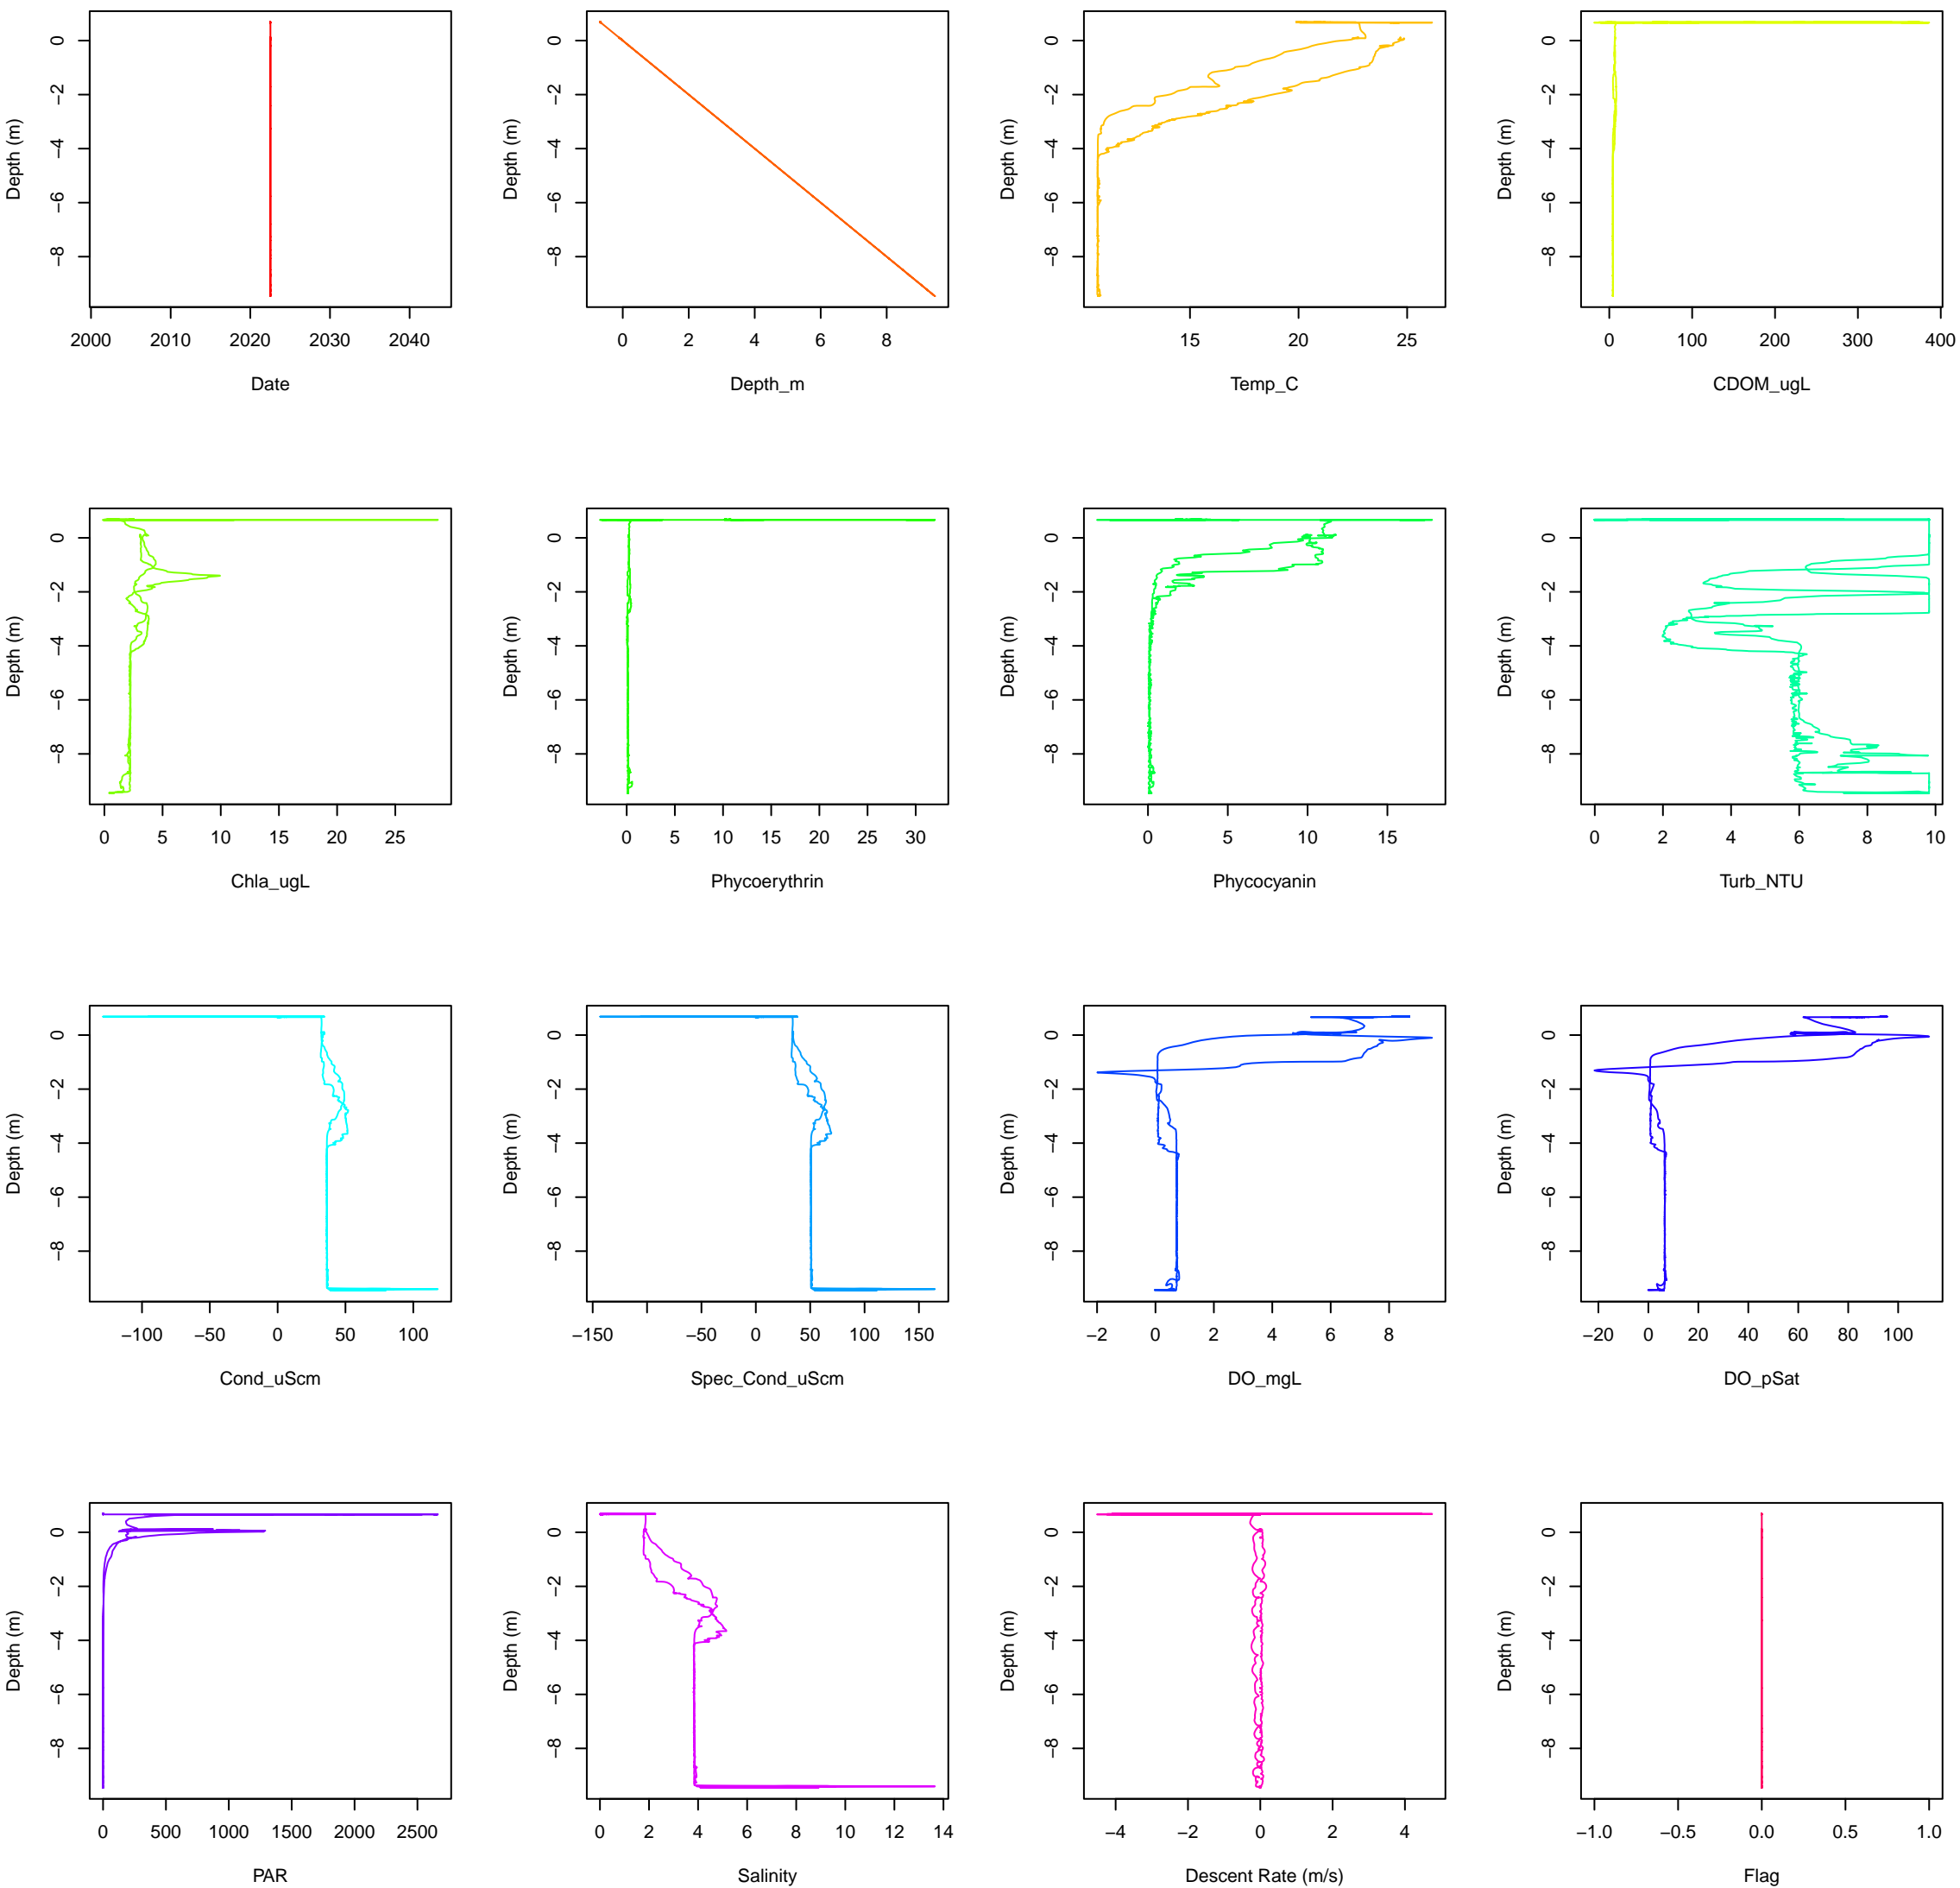 Depth (m)
0
−2
−4
−6
−8
2000 2010 2020 2030 2040
Date
Depth (m)
0
−2
−4
−6
−8
0 2 4 6 8
Depth_m
Depth (m)
0
−2
−4
−6
−8
15 20 25
Temp_C
Depth (m)
0
−2
−4
−6
−8
0 100 200 300 400
CDOM_ugL
Depth (m)
0
−2
−4
−6
−8
0 5 10 15 20 25
Chla_ugL
Depth (m)
0
−2
−4
−6
−8
0 5 10 15 20 25 30
Phycoerythrin
Depth (m)
0
−2
−4
−6
−8
0 5 10 15
Phycocyanin
Depth (m)
0
−2
−4
−6
−8
0 2 4 6 8 10
Turb_NTU
Depth (m)
0
−2
−4
−6
−8
−100 −50 0 50 100
Cond_uScm
Depth (m)
0
−2
−4
−6
−8
−150 −50 0 50 100 150
Spec_Cond_uScm
Depth (m)
0
−2
−4
−6
−8
−2 0 2 4 6 8
DO_mgL
Depth (m)
0
−2
−4
−6
−8
−20 0 20 40 60 80 100
DO_pSat
Depth (m)
0
−2
−4
−6
−8
0 500 1000 1500 2000 2500
PAR
Depth (m)
0
−2
−4
−6
−8
0 2 4 6 8 10 12 14
Salinity
Depth (m)
0
−2
−4
−6
−8
−4 −2 0 2 4
Descent Rate (m/s)
Depth (m)
0
−2
−4
−6
−8
−1.0 −0.5 0.0 0.5 1.0
Flag